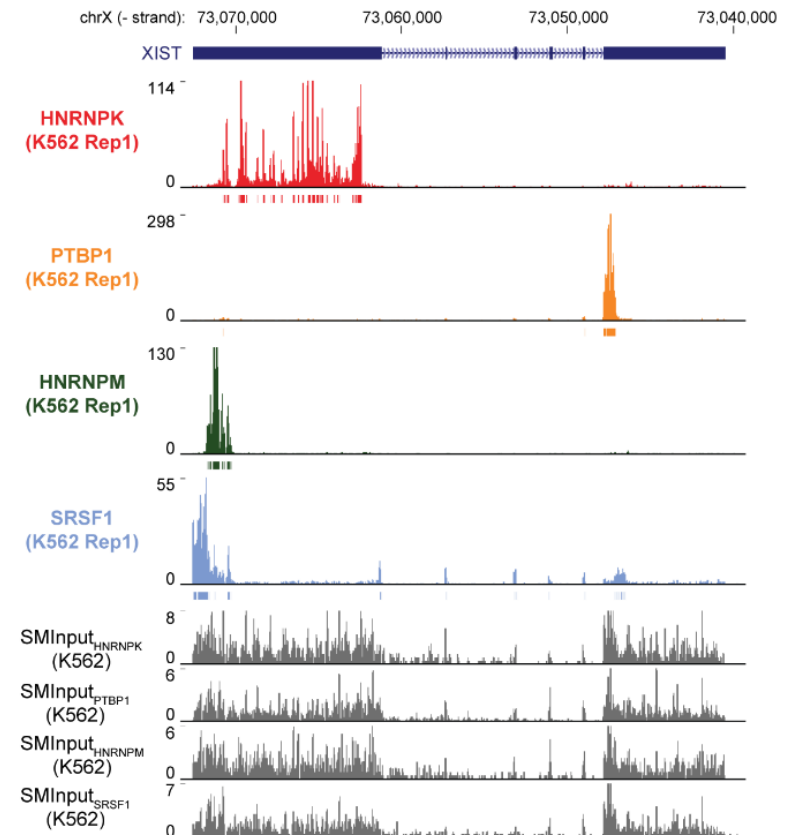 chrX (- strand): 73,070,000 73,060,000 73,050,000 73,040,000
XIST
114
HNRNPK
(K562 Rep1)
0
298
PTBP1
(K562 Rep1)
0
130
HNRNPM
(K562 Rep1)
0
55
SRSF1
(K562 Rep1)
0
8
SMInputHNRNPK
(K562)
0
6
SMInputPTBP1
(K562)
0
6
SMInputHNRNPM
(K562)
0
7
SMInputSRSF1
(K562)
0